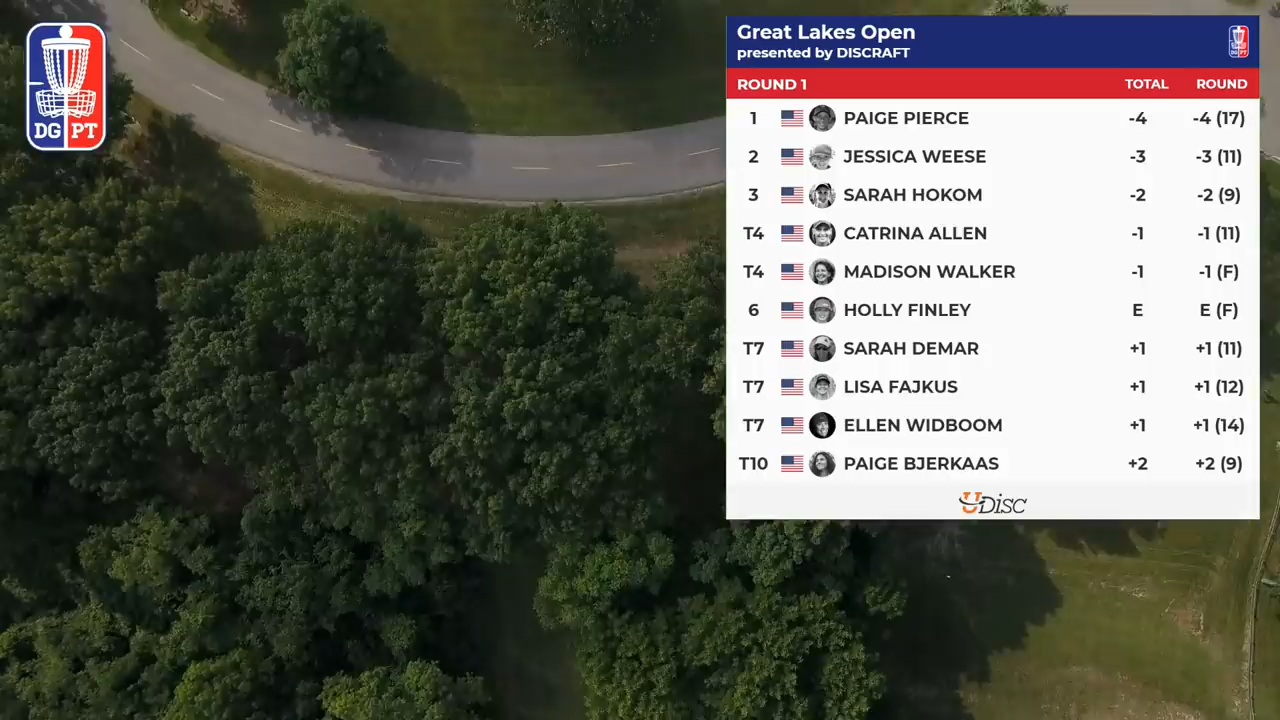 DG PT
Great Lakes Open
presented by DISCRAFT
DG PT
ROUND 1 TOTAL ROUND
1 PAIGE PIERCE -4 -4 (17)
2 JESSICA WEESE -3 -3 (11)
3 SARAH HOKOM -2 -2 (9)
T4 CATRINA ALLEN -1 -1 (11)
T4 MADISON WALKER -1 -1 (F)
6 HOLLY FINLEY E E (F)
T7 SARAH DEMAR +1 +1 (11)
T7 LISA FAJKUS +1 +1 (12)
T7 ELLEN WIDBOOM +1 +1 (14)
T10 PAIGE BJERKAAS +2 +2 (9)
UDisc